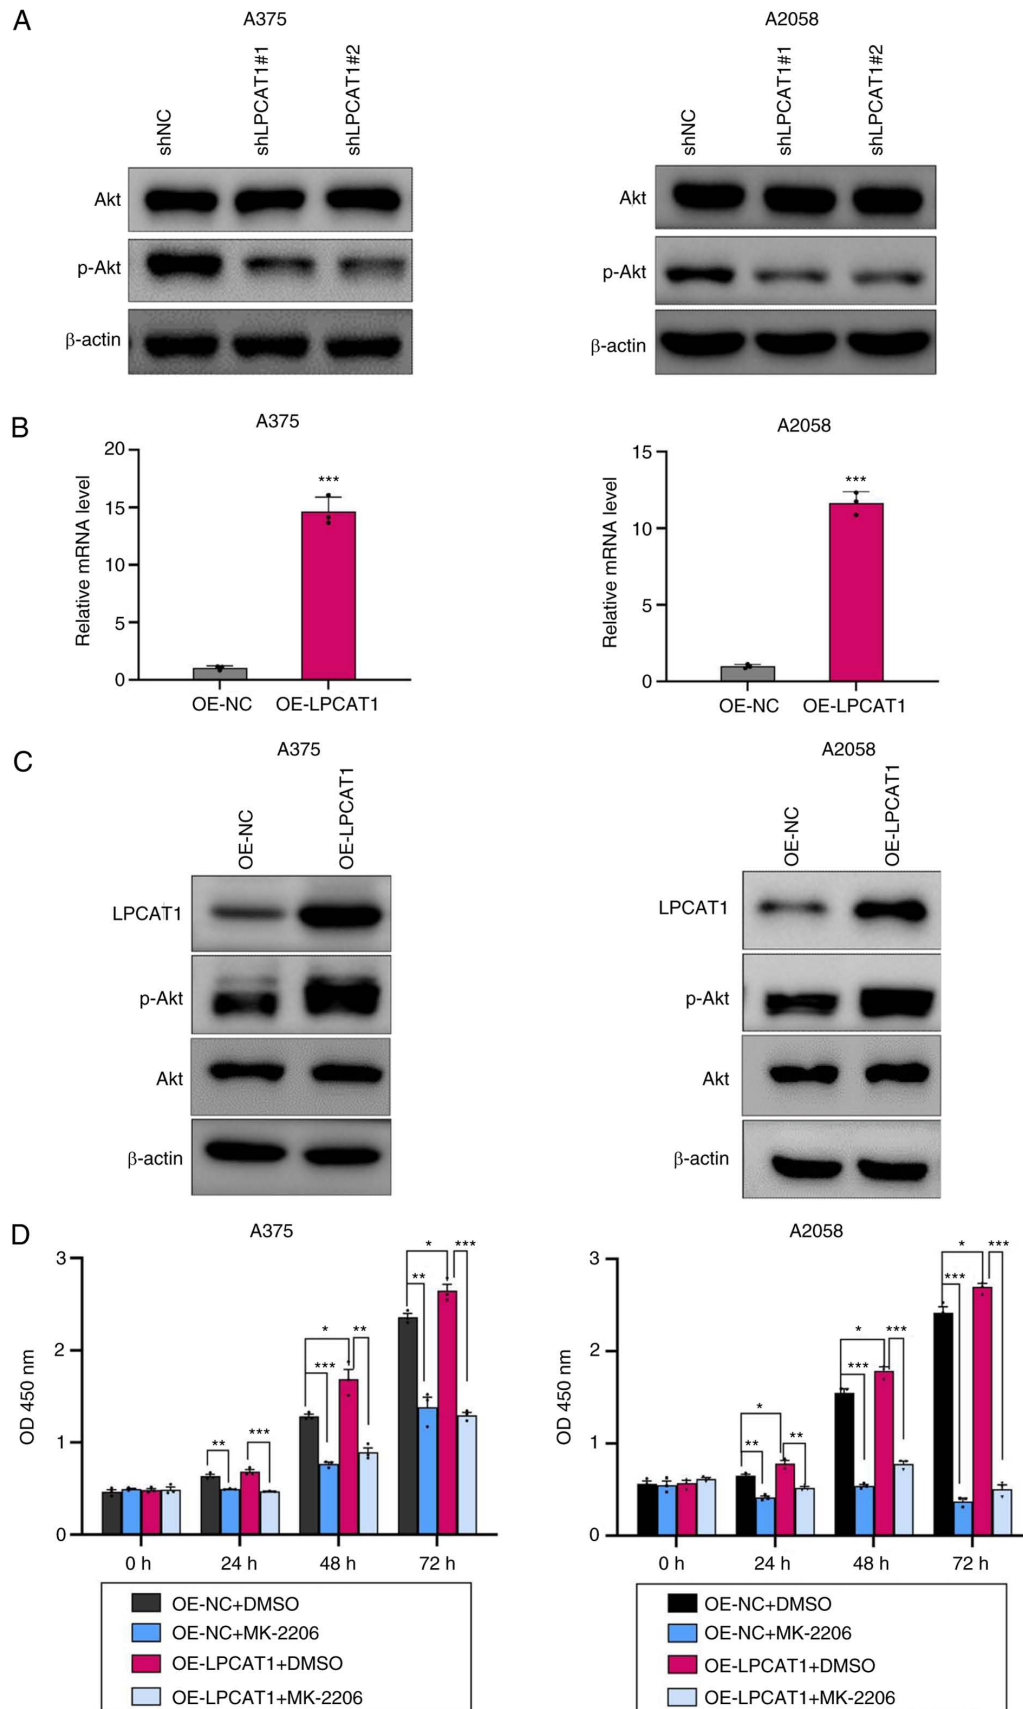 A
A375
A2058
shNC
shLPCAT1#1
shLPCAT1#2
shNC
shLPCAT1#1
shLPCAT1#2
Akt
p-Akt
β-actin
Akt
p-Akt
β-actin
B
A375
A2058
Relative mRNA level
20
15
10
5
0
***
OE-NC
OE-LPCAT1
Relative mRNA level
15
10
5
0
***
OE-NC
OE-LPCAT1
C
A375
A2058
OE-NC
OE-LPCAT1
OE-NC
OE-LPCAT1
LPCAT1
p-Akt
Akt
β-actin
LPCAT1
p-Akt
Akt
β-actin
D
A375
OD 450 nm
3
2
1
0
** ***
* *** **
* ** ***
0 h 24 h 48 h 72 h
OE-NC+DMSO
OE-NC+MK-2206
OE-LPCAT1+DMSO
OE-LPCAT1+MK-2206
A2058
OD 450 nm
3
2
1
0
* ** **
* *** ***
* *** ***
0 h 24 h 48 h 72 h
OE-NC+DMSO
OE-NC+MK-2206
OE-LPCAT1+DMSO
OE-LPCAT1+MK-2206